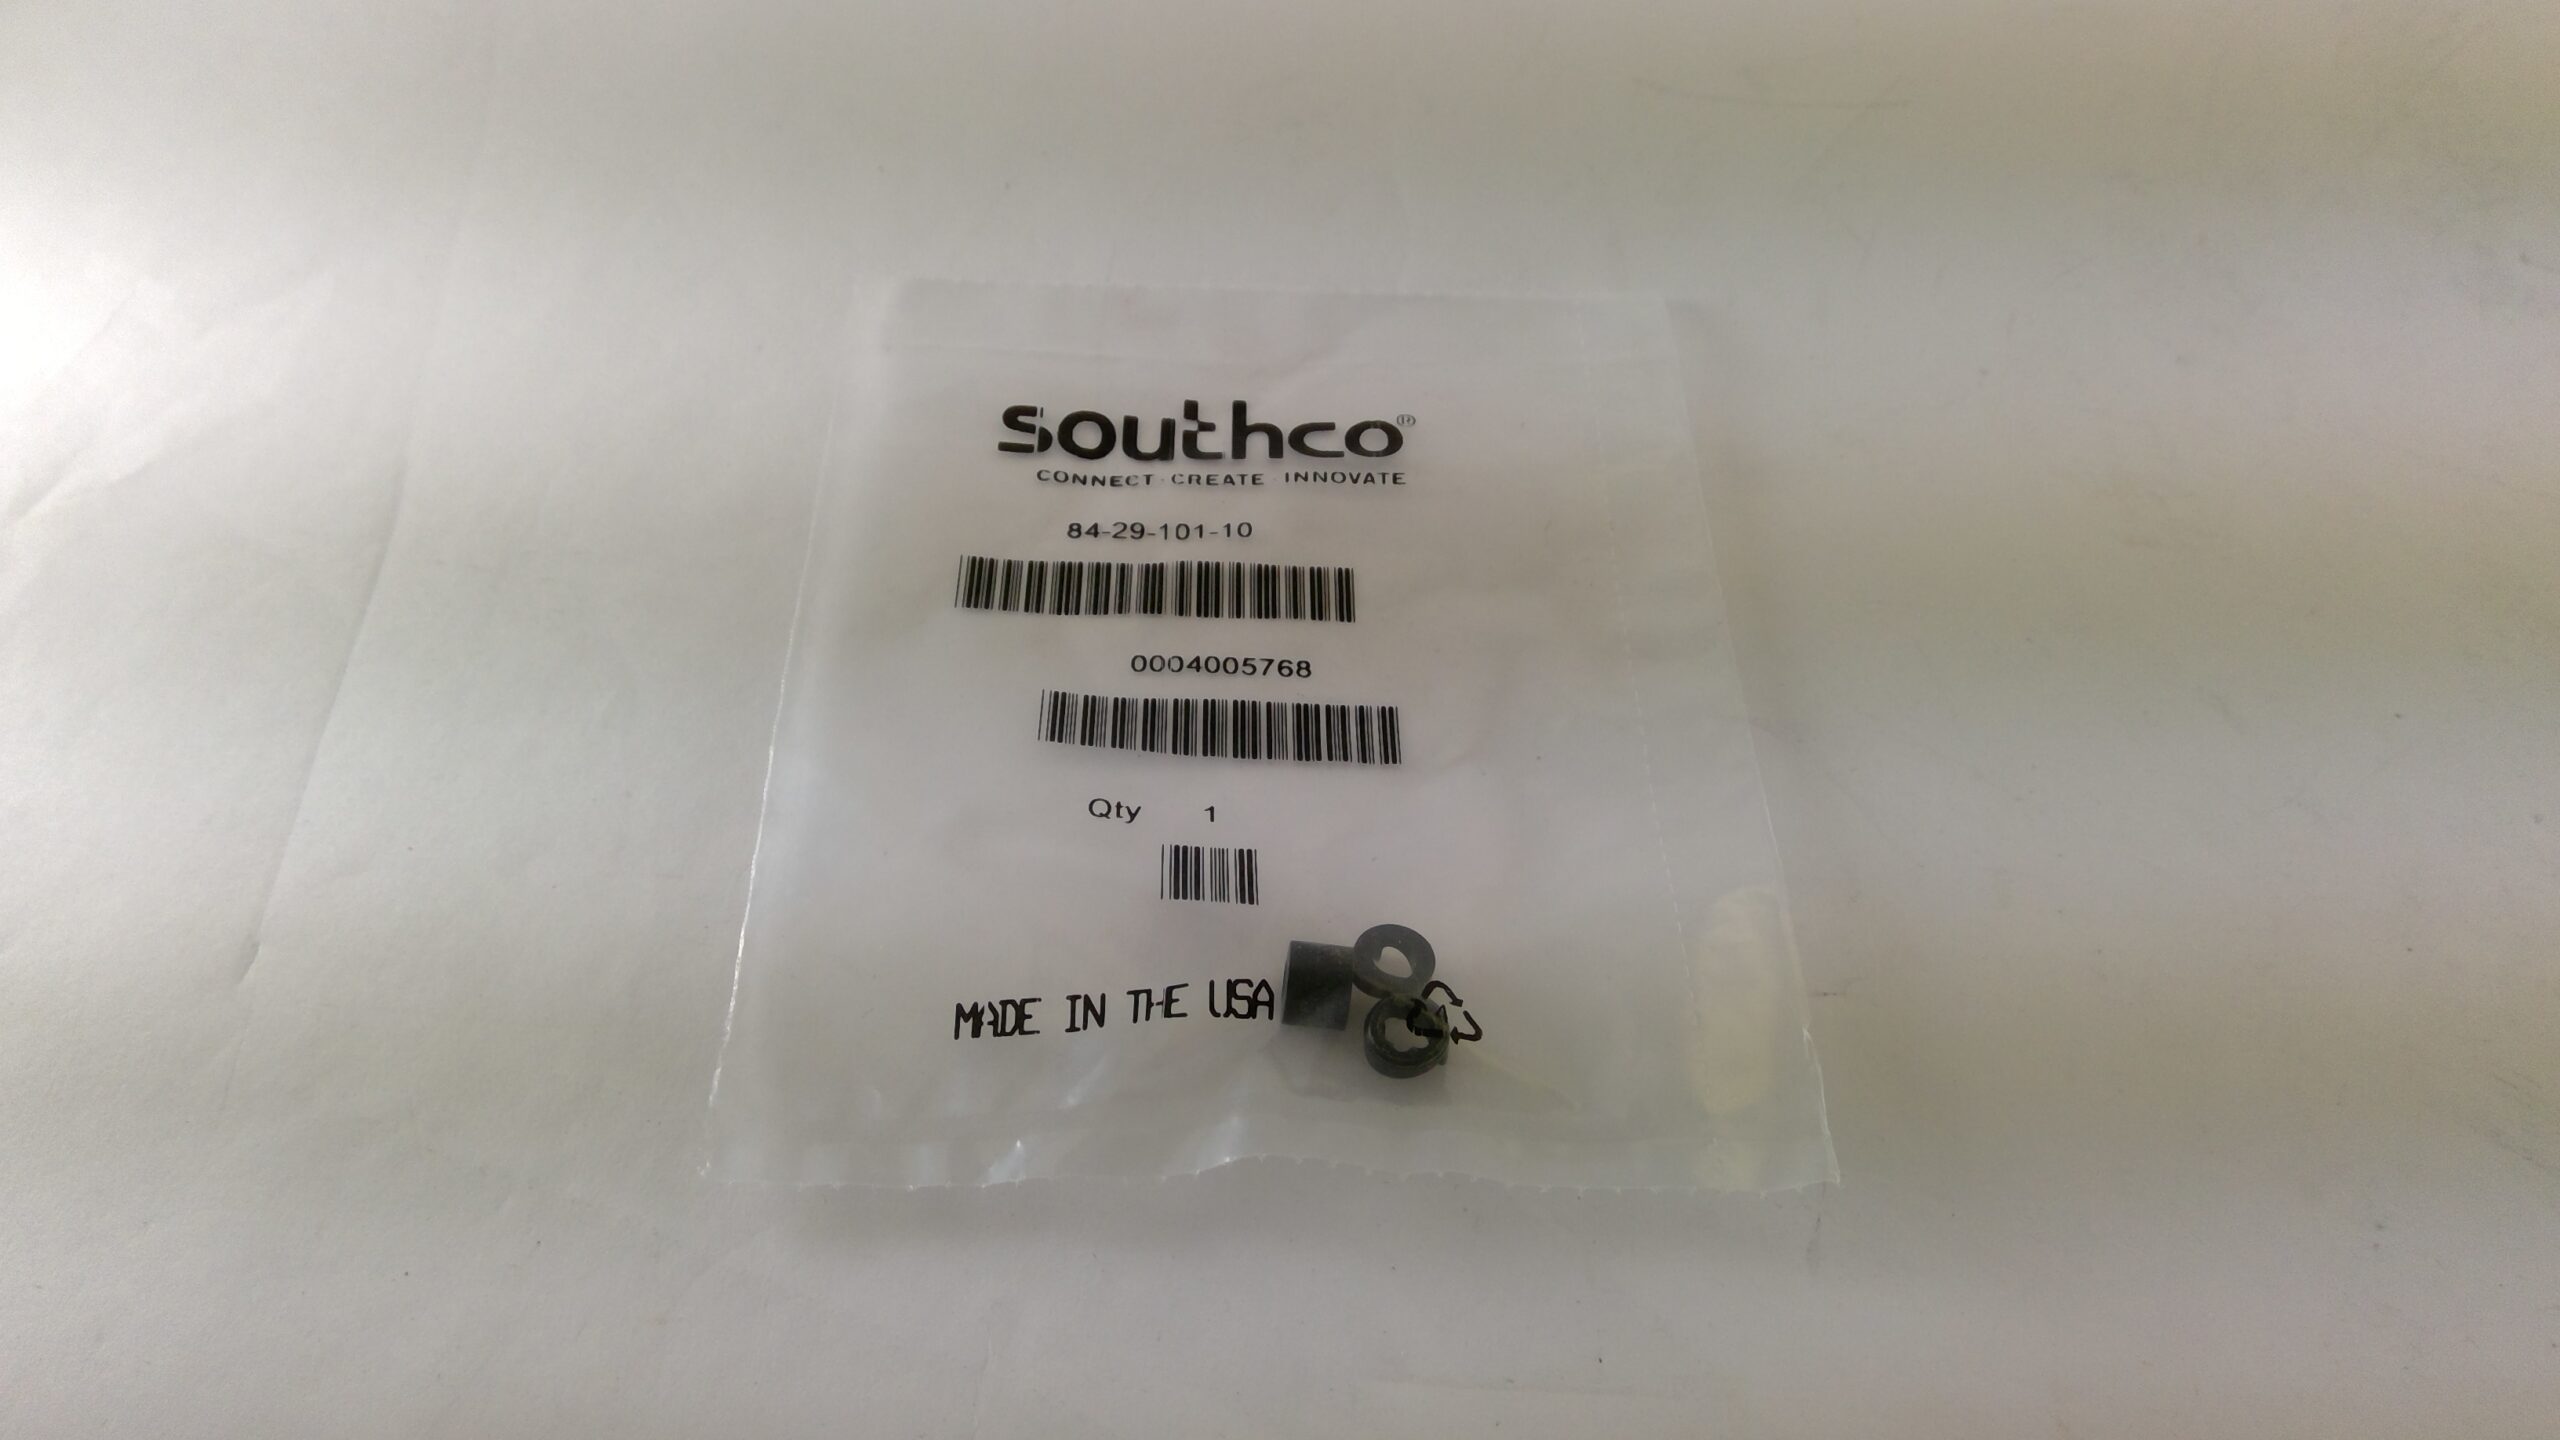 southco®
CONNECT · CREATE · INNOVATE
84-29-101-10
0004005768
Qty 1
MADE IN THE USA